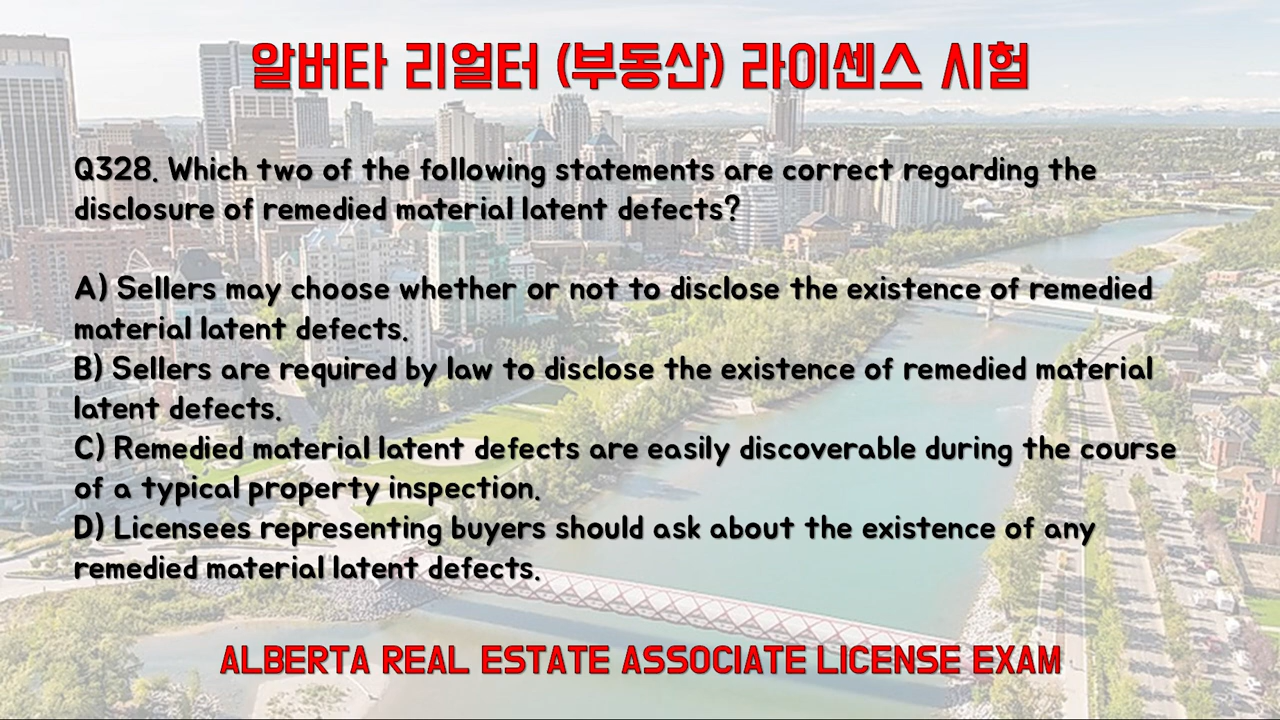 알버타 리얼터 (부동산) 라이센스 시험
Q328. Which two of the following statements are correct regarding the
disclosure of remedied material latent defects?
A) Sellers may choose whether or not to disclose the existence of remedied
material latent defects.
B) Sellers are required by law to disclose the existence of remedied material
latent defects.
C) Remedied material latent defects are easily discoverable during the course
of a typical property inspection.
D) Licensees representing buyers should ask about the existence of any
remedied material latent defects.
ALBERTA REAL ESTATE ASSOCIATE LICENSE EXAM